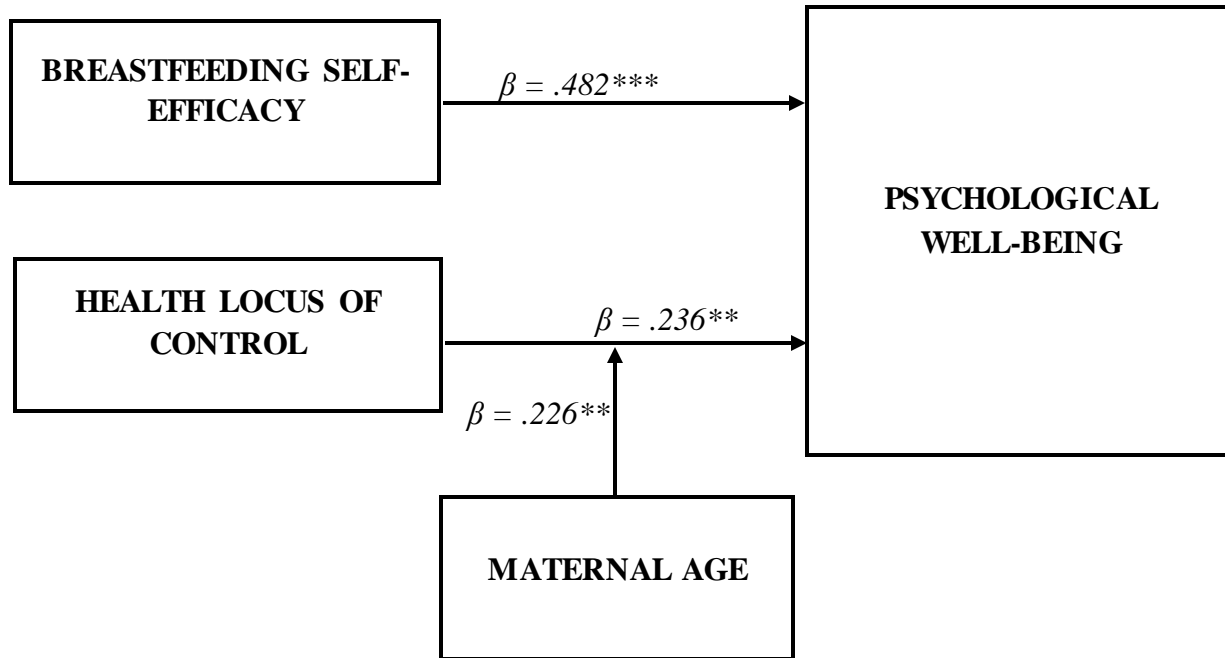 BREASTFEEDING SELF-
EFFICACY
β = .482***
PSYCHOLOGICAL
WELL-BEING
HEALTH LOCUS OF
CONTROL
β = .236**
β = .226**
MATERNAL AGE